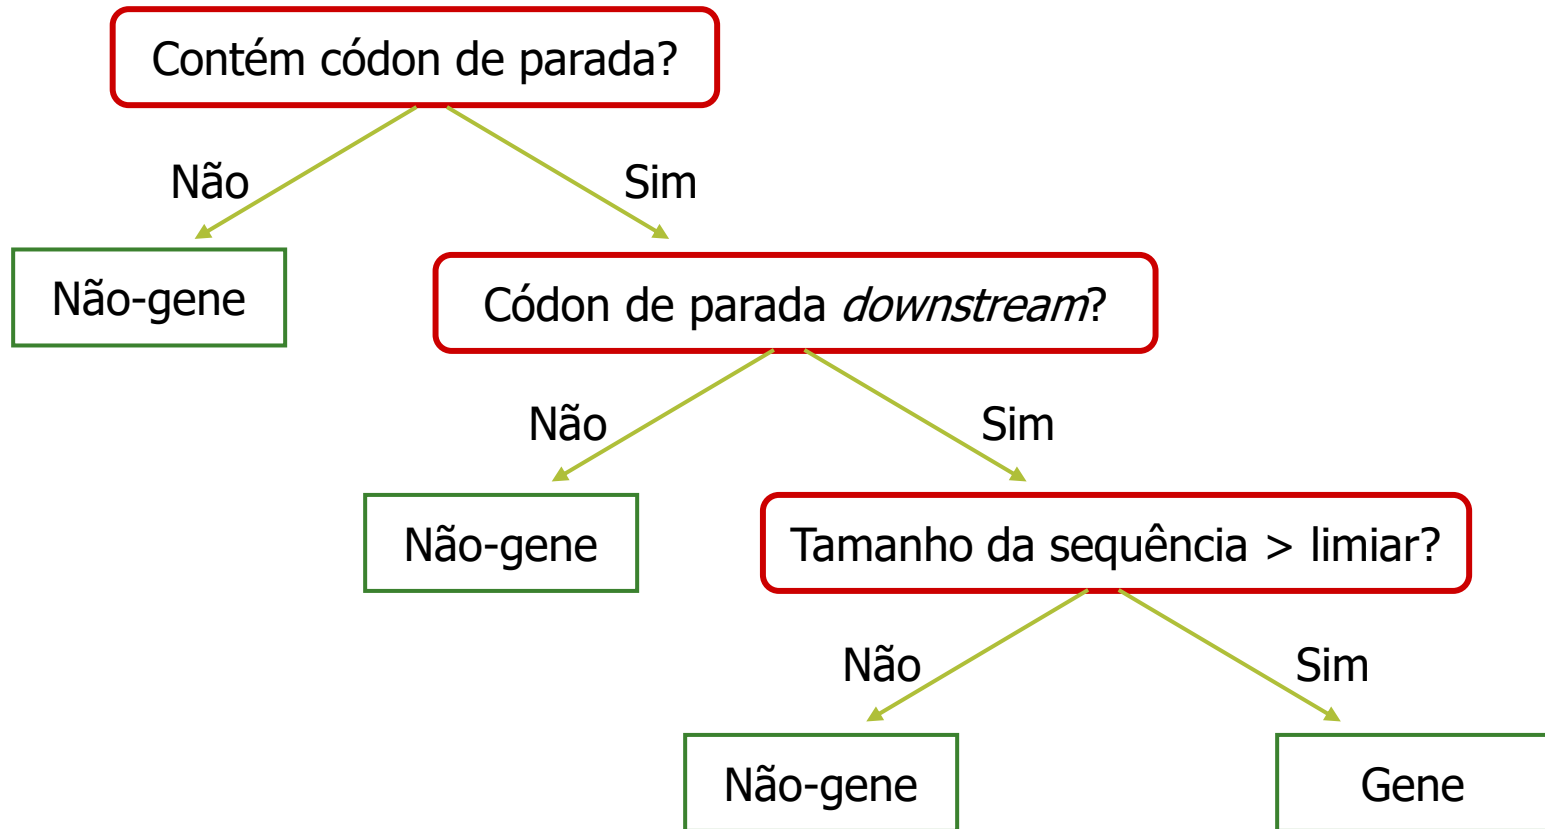 Contém códon de parada?
Não
Sim
Não-gene
Códon de parada downstream?
Não
Sim
Não-gene
Tamanho da sequência > limiar?
Não
Sim
Não-gene
Gene